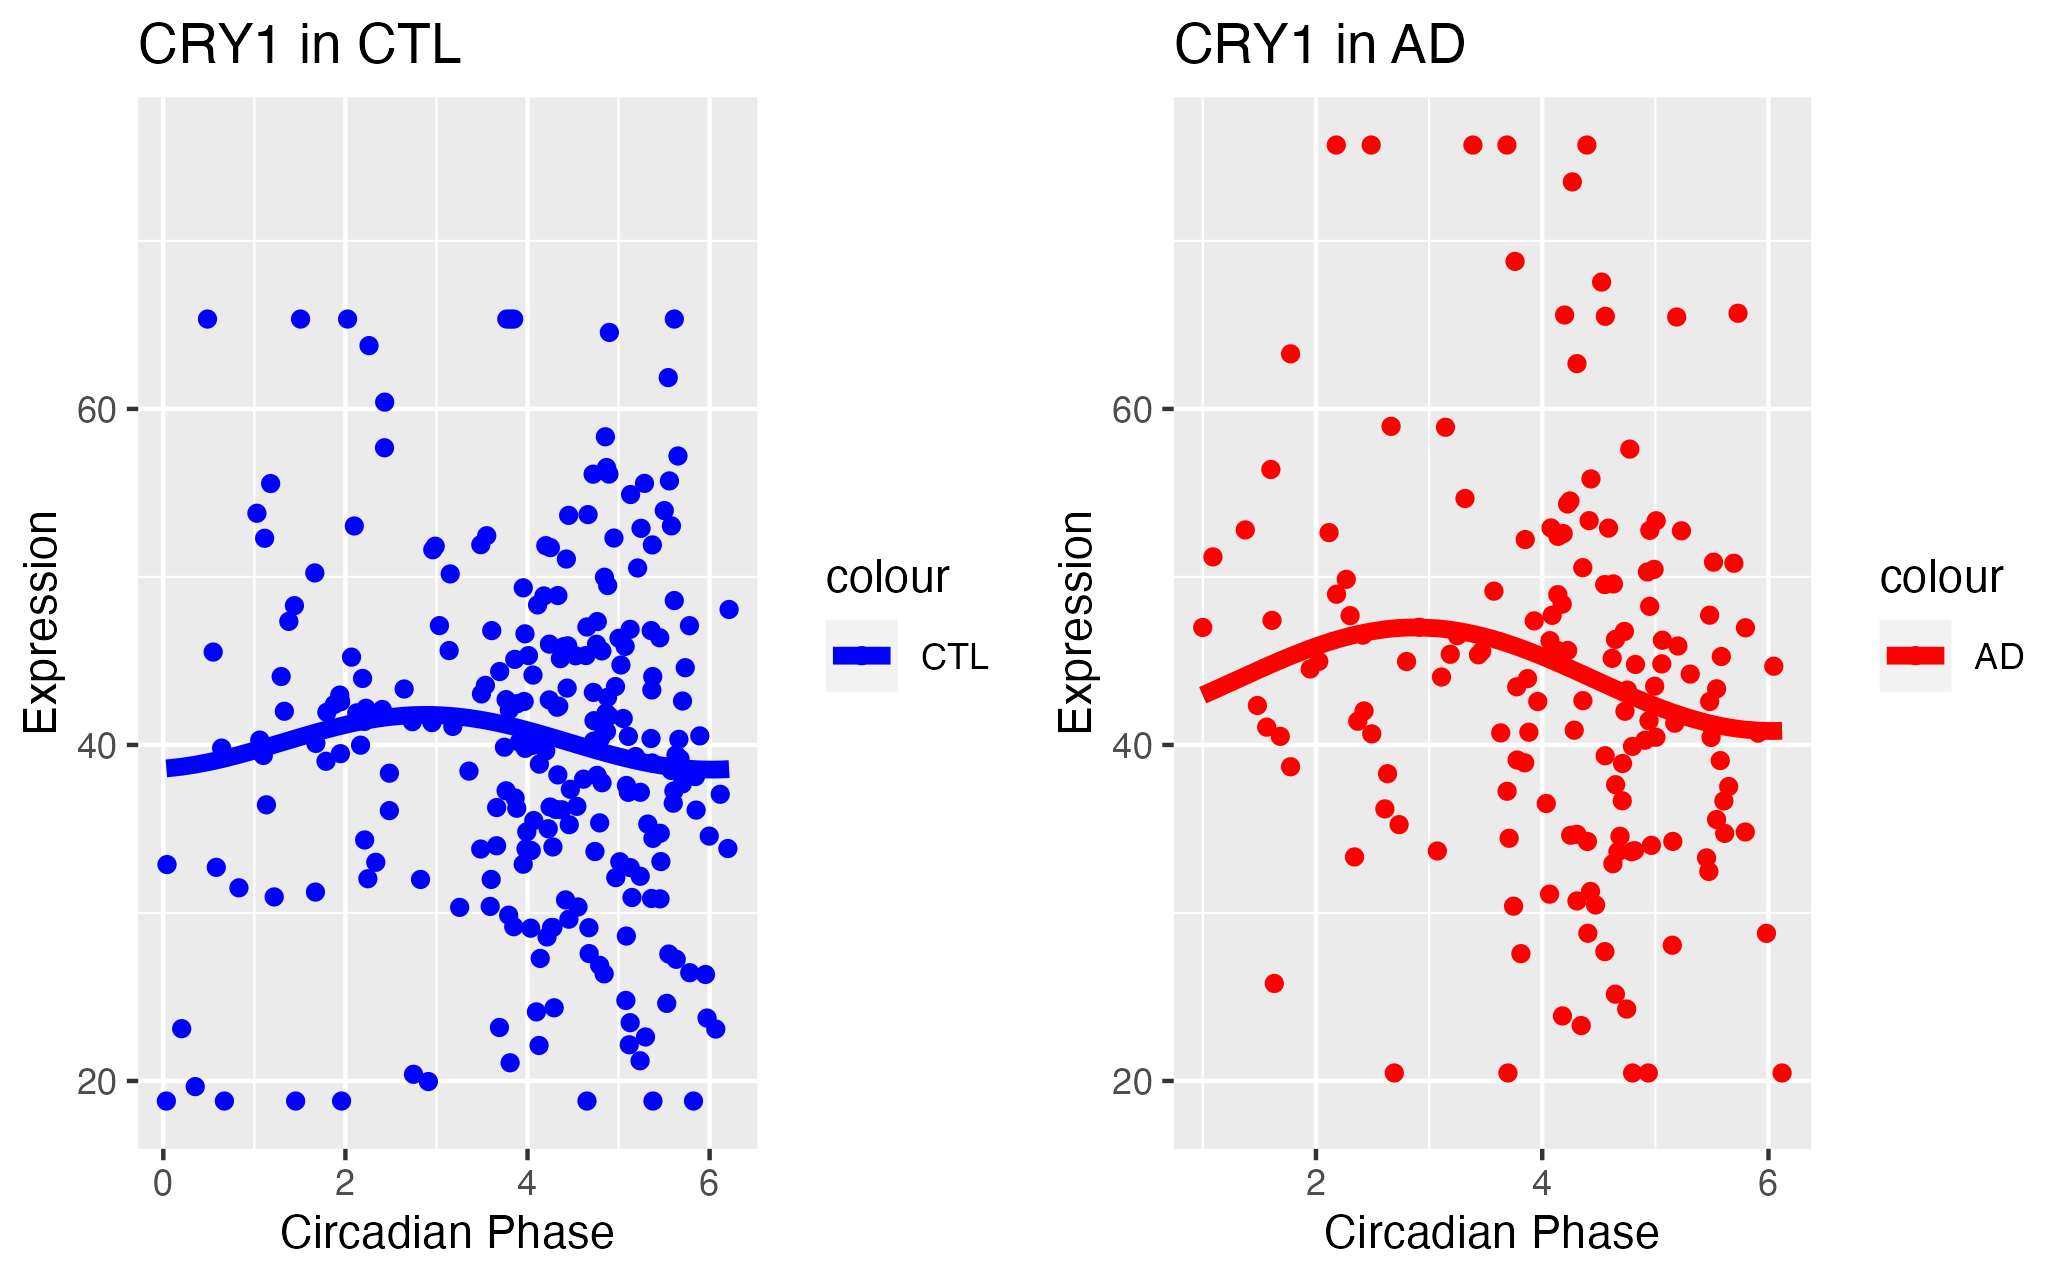 CRY1 in CTL
Expression
60
40
20
0 2 4 6
Circadian Phase
colour
CTL
CRY1 in AD
Expression
60
40
20
2 4 6
Circadian Phase
colour
AD